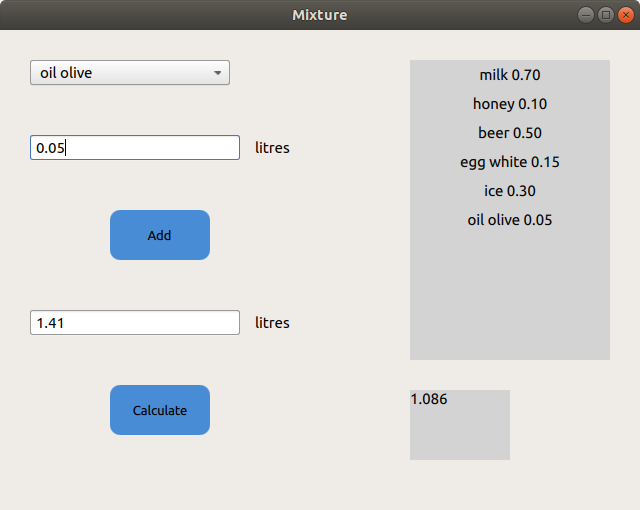 Mixture
oil olive
0.05 litres
Add
1.41 litres
Calculate
milk 0.70
honey 0.10
beer 0.50
egg white 0.15
ice 0.30
oil olive 0.05
1.086